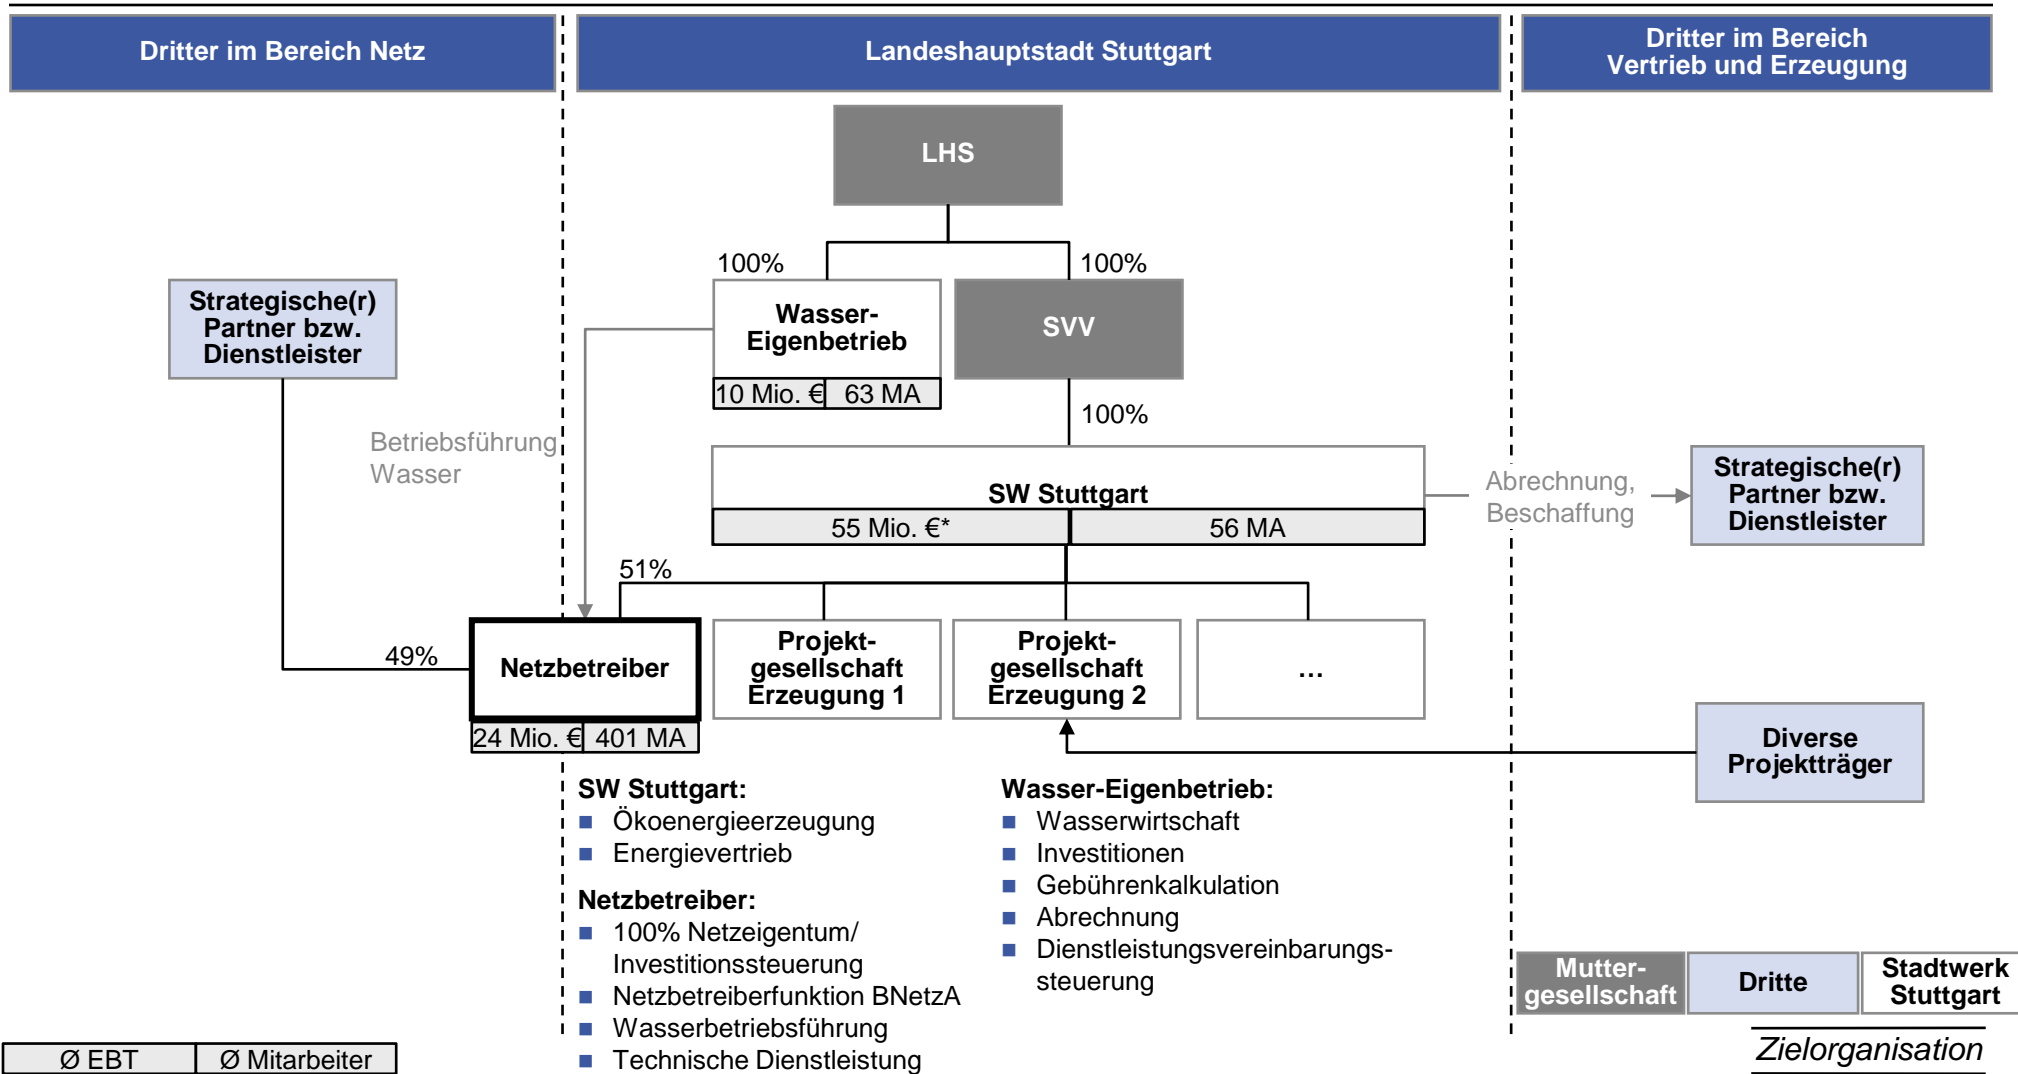 Dritter im Bereich Netz
Landeshauptstadt Stuttgart
Dritter im Bereich
Vertrieb und Erzeugung
LHS
100%
100%
Strategische(r)
Partner bzw.
Dienstleister
Wasser-
Eigenbetrieb
SVV
10 Mio. €
63 MA
100%
Betriebsführung
Wasser
SW Stuttgart
55 Mio. €*
56 MA
Abrechnung,
Beschaffung
Strategische(r)
Partner bzw.
Dienstleister
51%
49%
Netzbetreiber
Projekt-
gesellschaft
Erzeugung 1
Projekt-
gesellschaft
Erzeugung 2
...
24 Mio. €
401 MA
Diverse
Projektträger
SW Stuttgart:
Ökoenergieerzeugung
Energievertrieb
Netzbetreiber:
100% Netzeigentum/
Investitionssteuerung
Netzbetreiberfunktion BNetzA
Wasserbetriebsführung
Technische Dienstleistung
Wasser-Eigenbetrieb:
Wasserwirtschaft
Investitionen
Gebührenkalkulation
Abrechnung
Dienstleistungsvereinbarungs-
steuerung
Mutter-
gesellschaft
Dritte
Stadtwerk
Stuttgart
Ø EBT
Ø Mitarbeiter
Zielorganisation